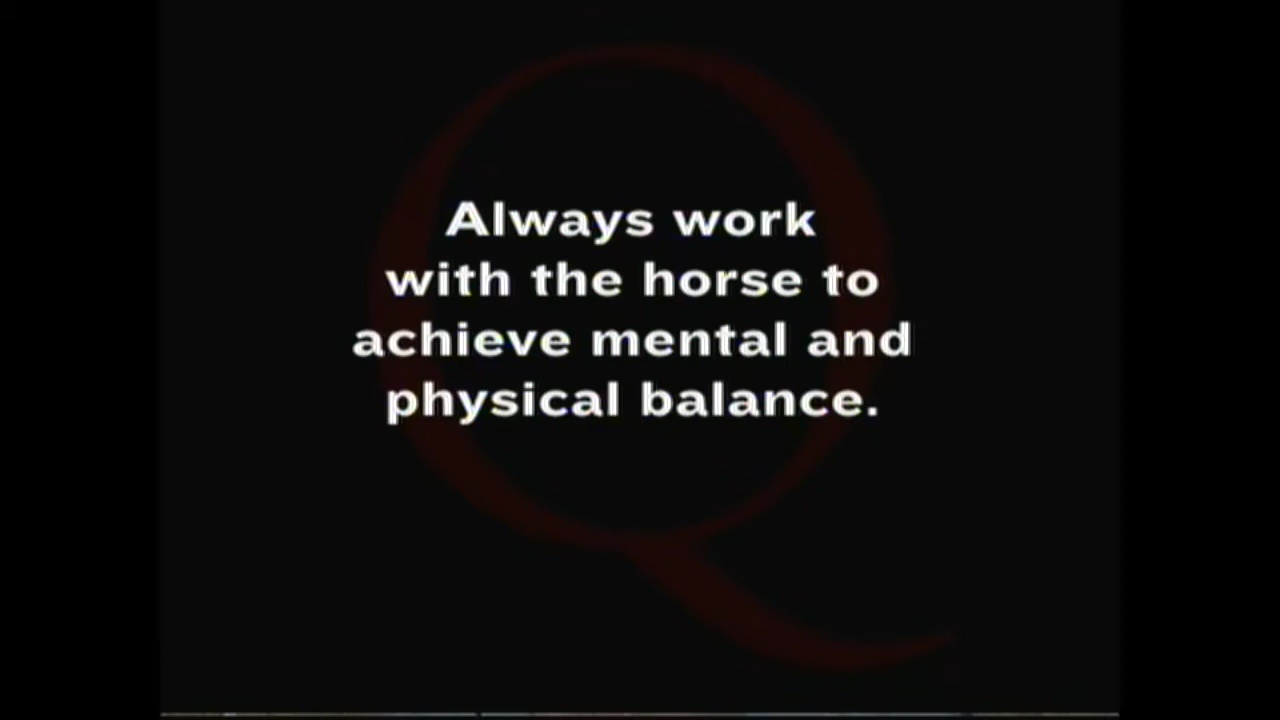 Always work
with the horse to
achieve mental and
physical balance.
Q